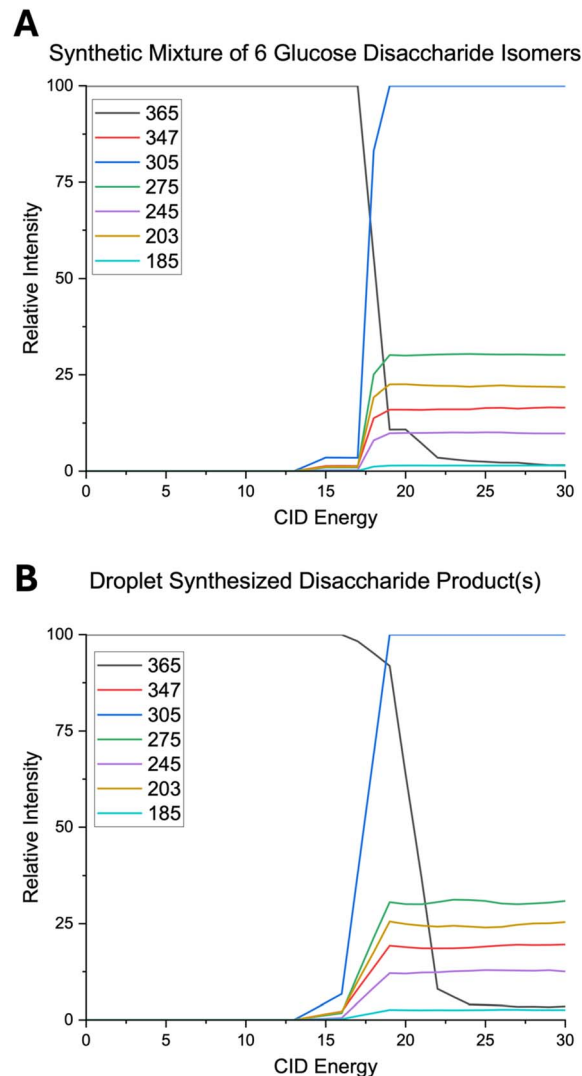 A
Synthetic Mixture of 6 Glucose Disaccharide Isomers
100
75
50
25
0
Relative Intensity
365
347
305
275
245
203
185
0 5 10 15 20 25 30
CID Energy
B
Droplet Synthesized Disaccharide Product(s)
100
75
50
25
0
Relative Intensity
365
347
305
275
245
203
185
0 5 10 15 20 25 30
CID Energy